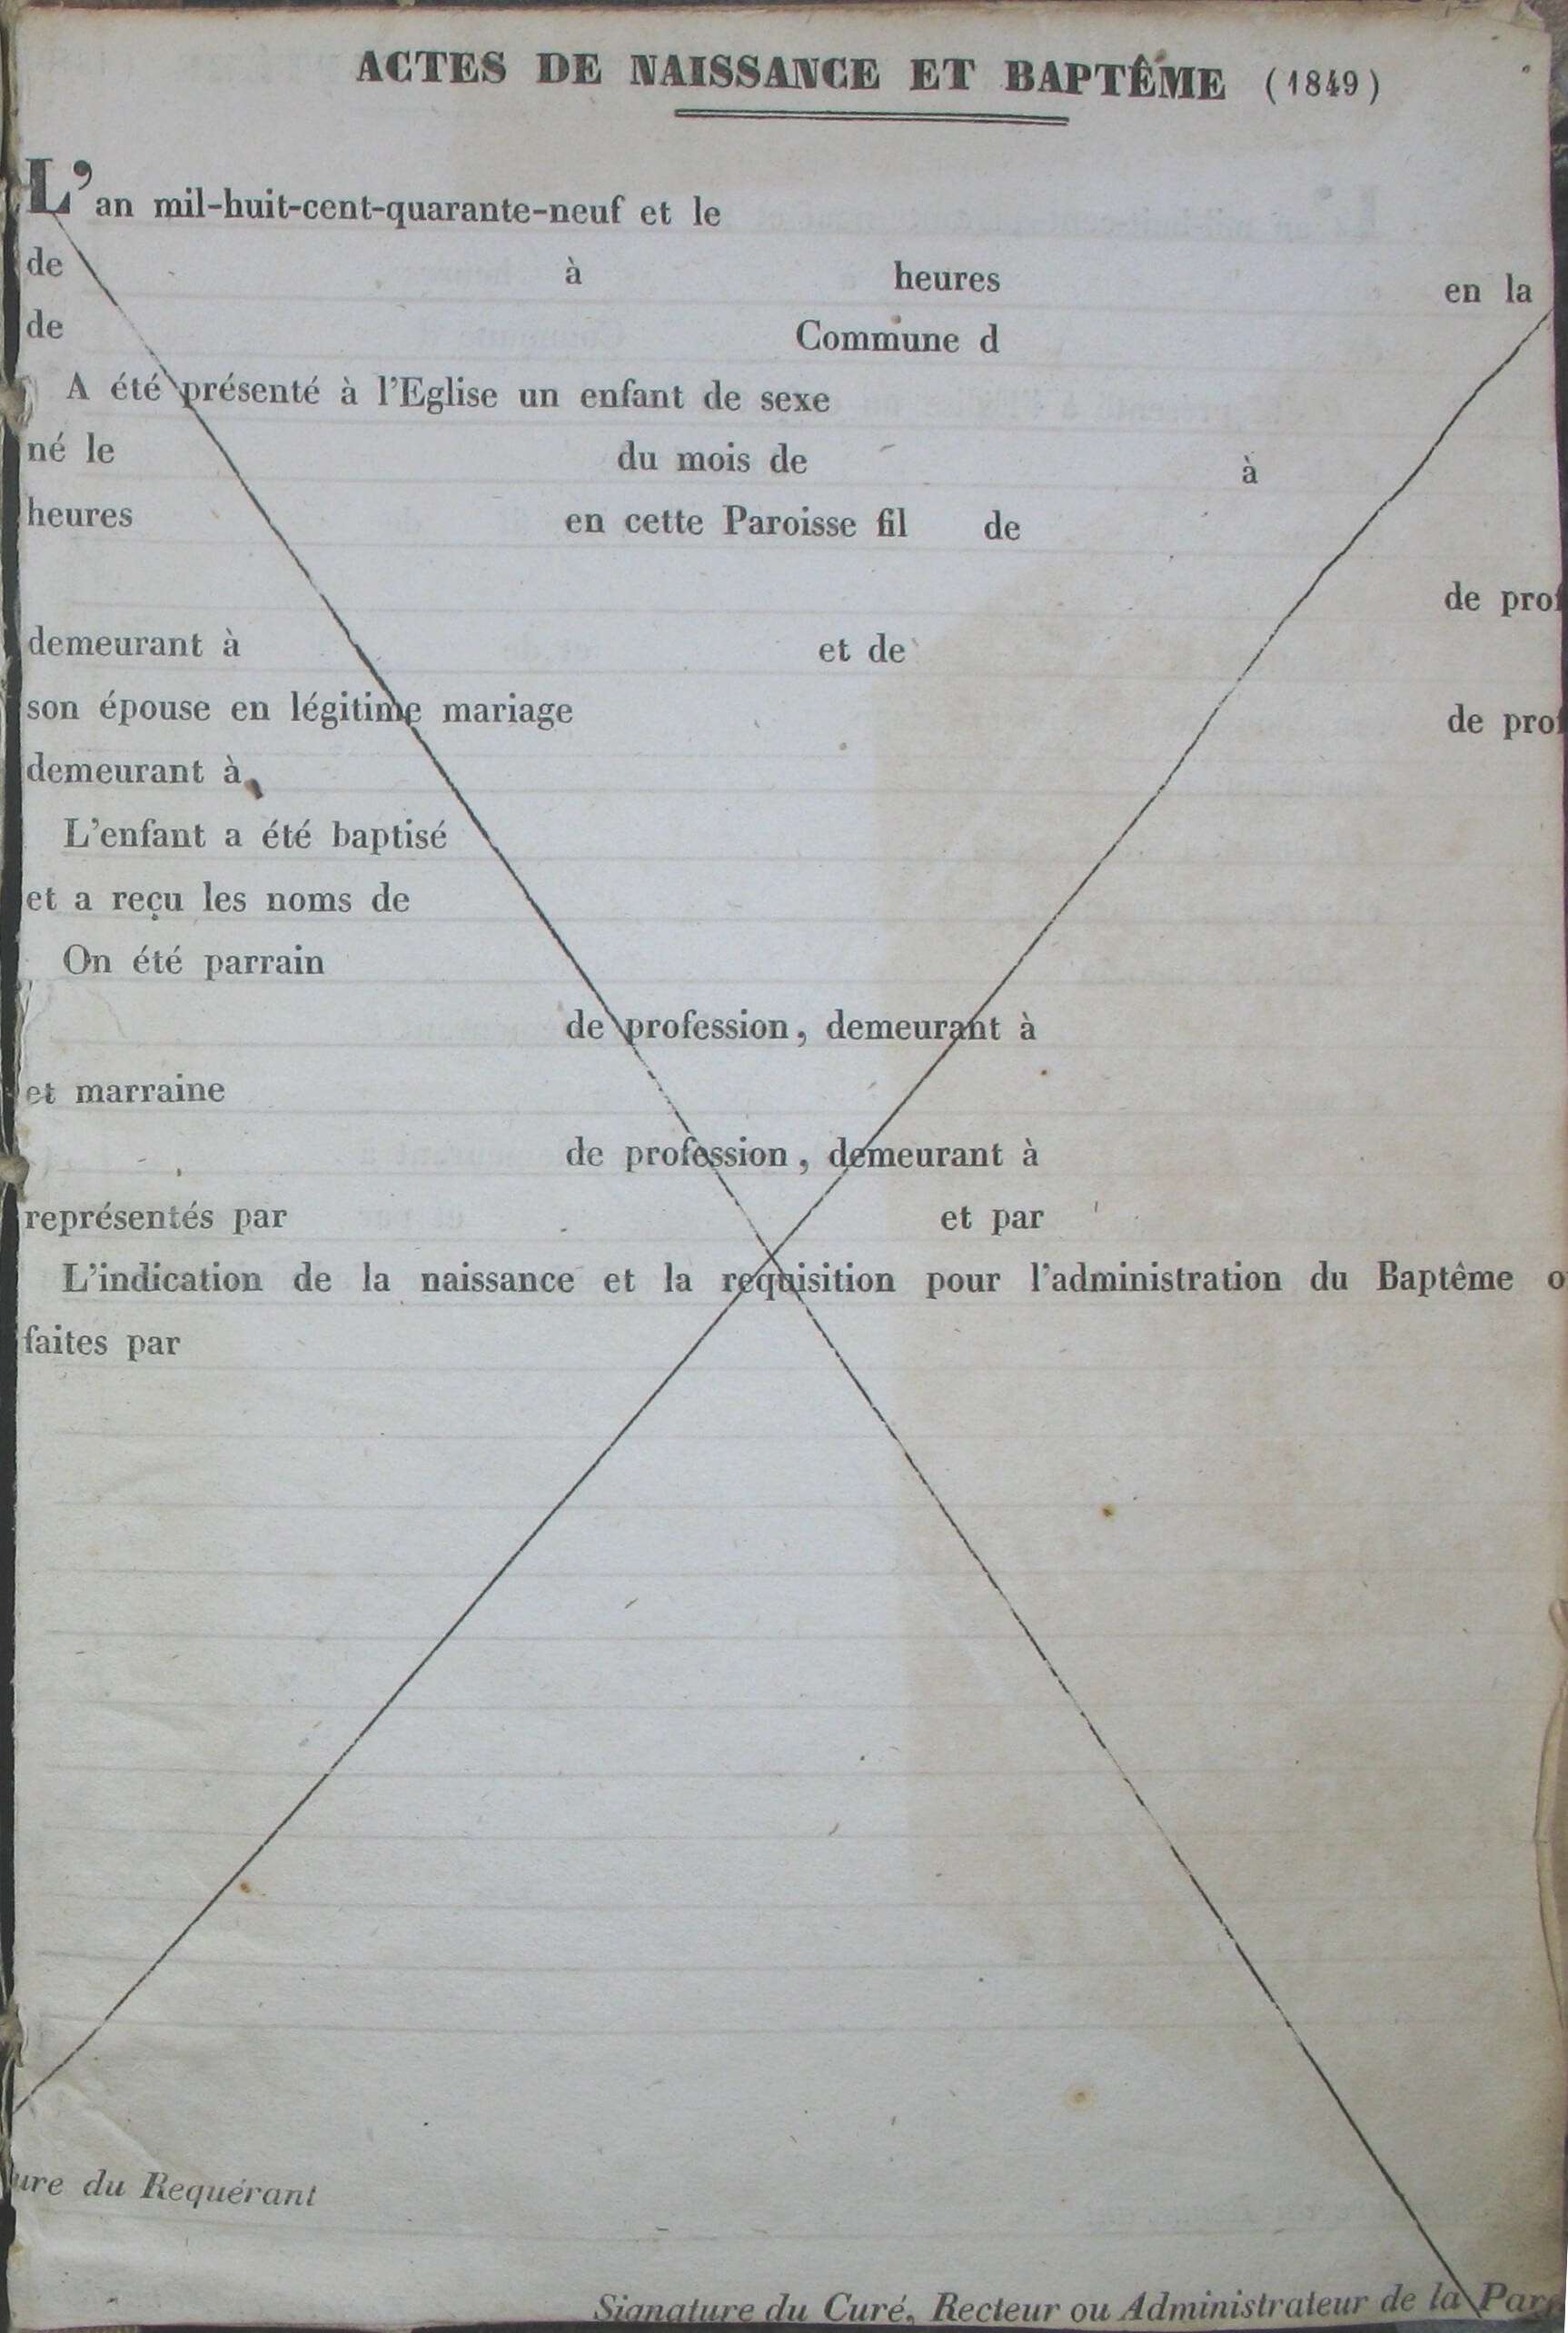 ACTES DE NAISSANCE ET BAPTÊME (1849)
L'an mil-huit-cent-quarante-neuf et le
de à heures en la
de Commune d
A été présenté à l'Eglise un enfant de sexe
né le du mois de à
heures en cette Paroisse fil de
de prof
demeurant à et de
son épouse en légitime mariage de prof
demeurant à
L'enfant a été baptisé
et a reçu les noms de
On été parrain
de profession, demeurant à
et marraine
de profession, demeurant à
représentés par et par
L'indication de la naissance et la requisition pour l'administration du Baptême o
faites par
ure du Requérant
Signature du Curé, Recteur ou Administrateur de la Par